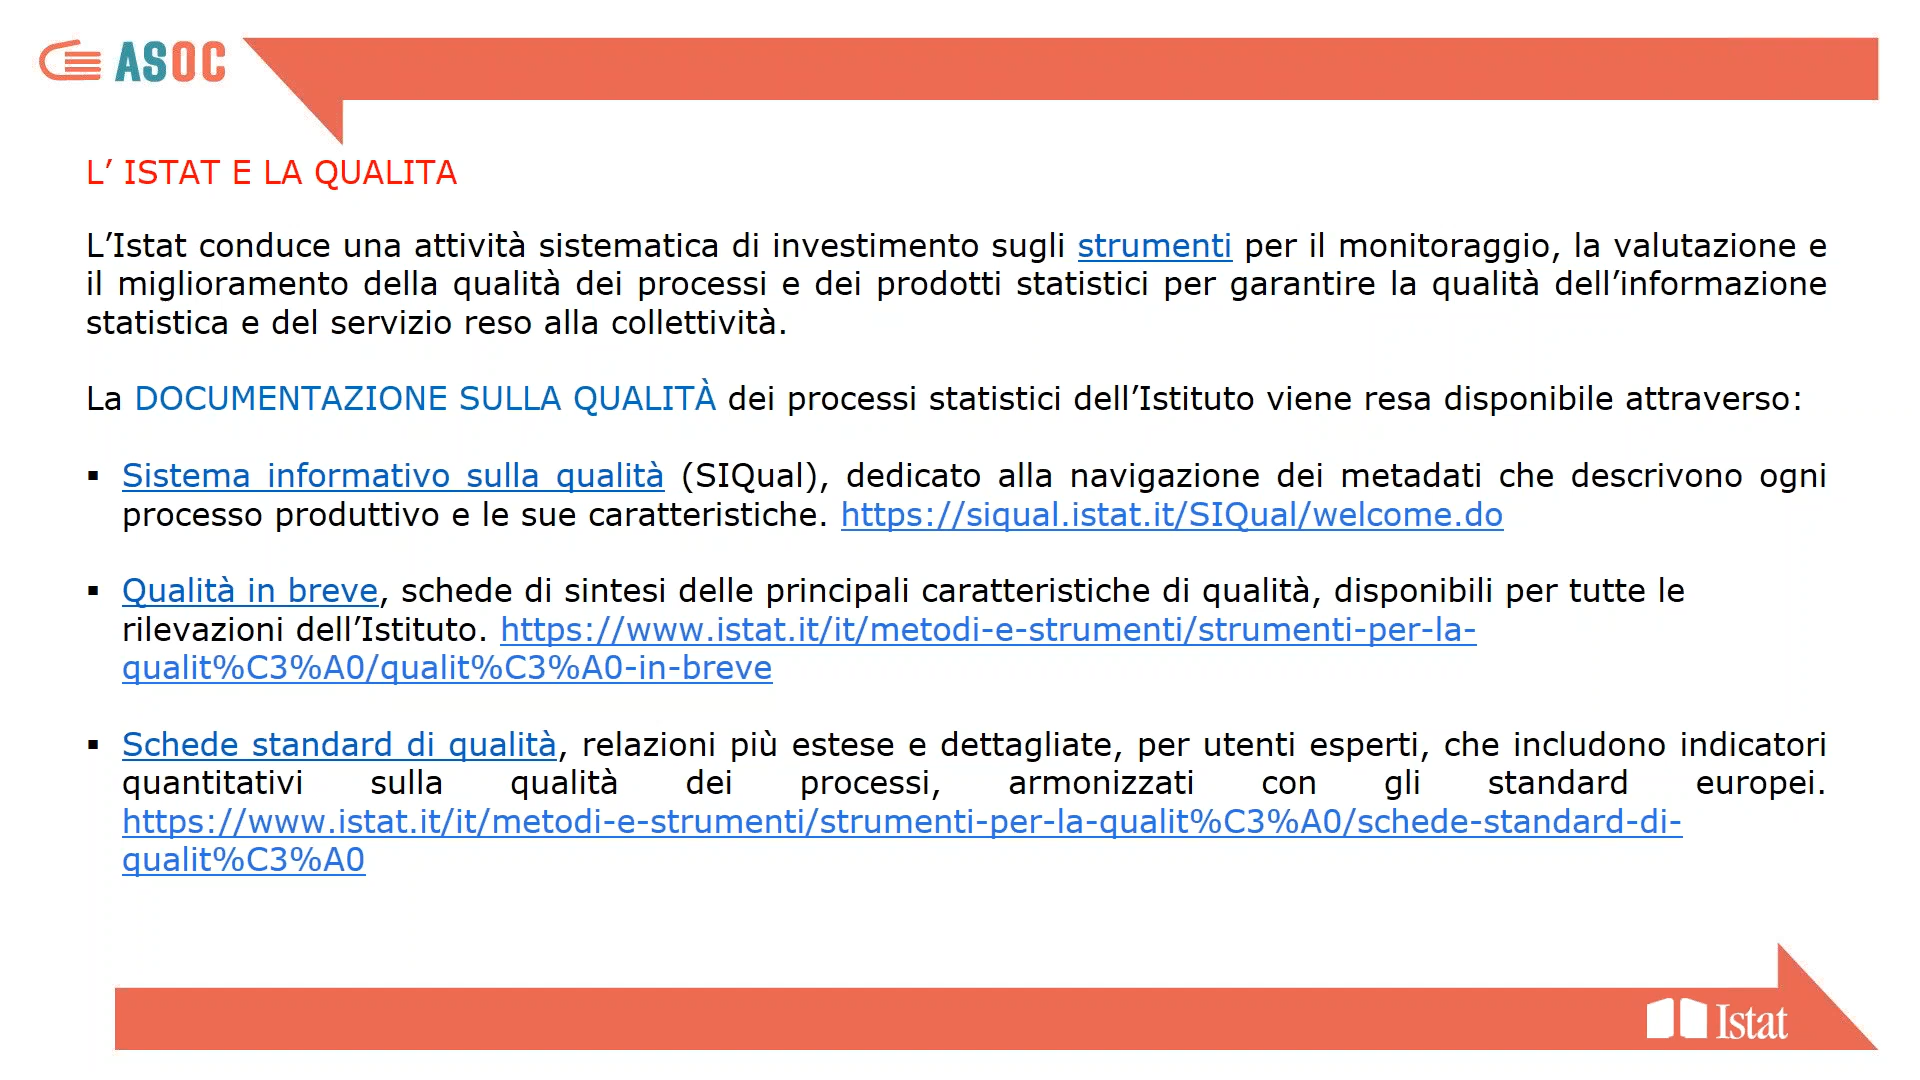 ASOC
L’ ISTAT E LA QUALITA
L’Istat conduce una attività sistematica di investimento sugli strumenti per il monitoraggio, la valutazione e
il miglioramento della qualità dei processi e dei prodotti statistici per garantire la qualità dell’informazione
statistica e del servizio reso alla collettività.
La DOCUMENTAZIONE SULLA QUALITÀ dei processi statistici dell’Istituto viene resa disponibile attraverso:
▪ Sistema informativo sulla qualità (SIQual), dedicato alla navigazione dei metadati che descrivono ogni
processo produttivo e le sue caratteristiche. https://siqual.istat.it/SIQual/welcome.do
▪ Qualità in breve, schede di sintesi delle principali caratteristiche di qualità, disponibili per tutte le
rilevazioni dell’Istituto. https://www.istat.it/it/metodi-e-strumenti/strumenti-per-la-
qualit%C3%A0/qualit%C3%A0-in-breve
▪ Schede standard di qualità, relazioni più estese e dettagliate, per utenti esperti, che includono indicatori
quantitativi sulla qualità dei processi, armonizzati con gli standard europei.
https://www.istat.it/it/metodi-e-strumenti/strumenti-per-la-qualit%C3%A0/schede-standard-di-
qualit%C3%A0
Istat